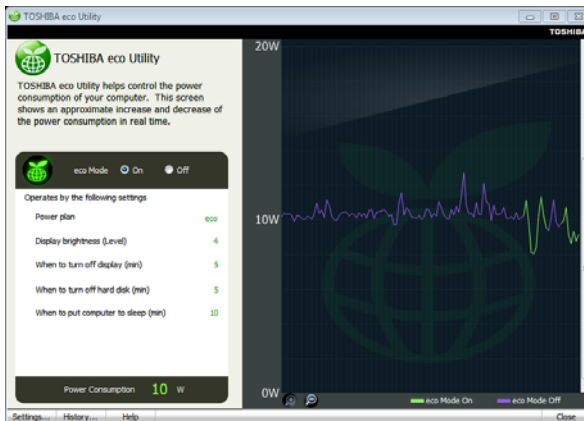 TOSHIBA eco Utility
TOSHIBA
TOSHIBA eco Utility
TOSHIBA eco Utility helps control the power
consumption of your computer. This screen
shows an approximate increase and decrease of
the power consumption in real time.
eco Mode On Off
Operates by the following settings
Power plan eco
Display brightness (Level) 4
When to turn off display (min) 5
When to turn off hard disk (min) 5
When to put computer to sleep (min) 10
Power Consumption 10 W
20W
10W
0W
eco Mode On eco Mode Off
Settings... History... Help Close